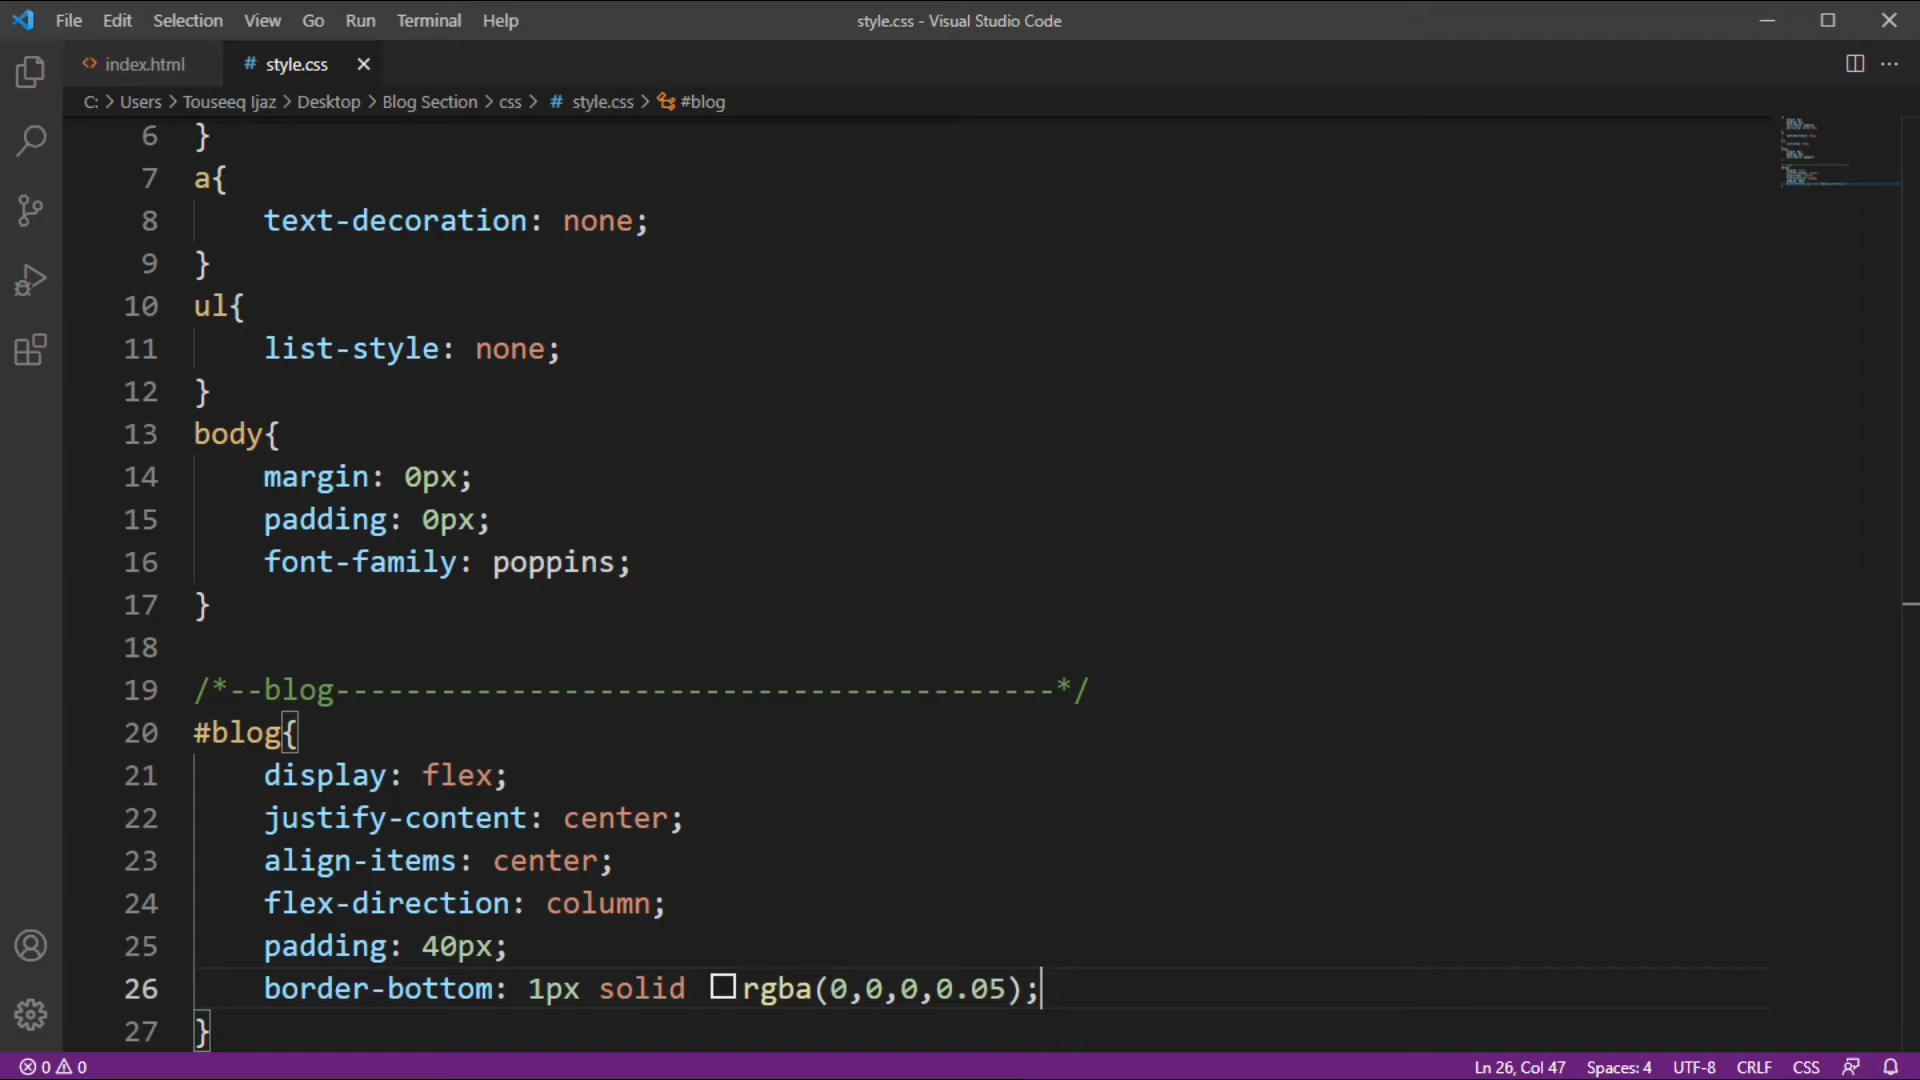 File Edit Selection View Go Run Terminal Help
style.css - Visual Studio Code
index.html
# style.css
C: > Users > Touseeq Ijaz > Desktop > Blog Section > css > # style.css > #blog
6 }
7 a{
8 text-decoration: none;
9 }
10 ul{
11 list-style: none;
12 }
13 body{
14 margin: 0px;
15 padding: 0px;
16 font-family: poppins;
17 }
18
19 /*--blog-----------------------------------------*/
20 #blog{
21 display: flex;
22 justify-content: center;
23 align-items: center;
24 flex-direction: column;
25 padding: 40px;
26 border-bottom: 1px solid rgba(0,0,0,0.05);
27 }
0 0
Ln 26, Col 47 Spaces: 4 UTF-8 CRLF CSS